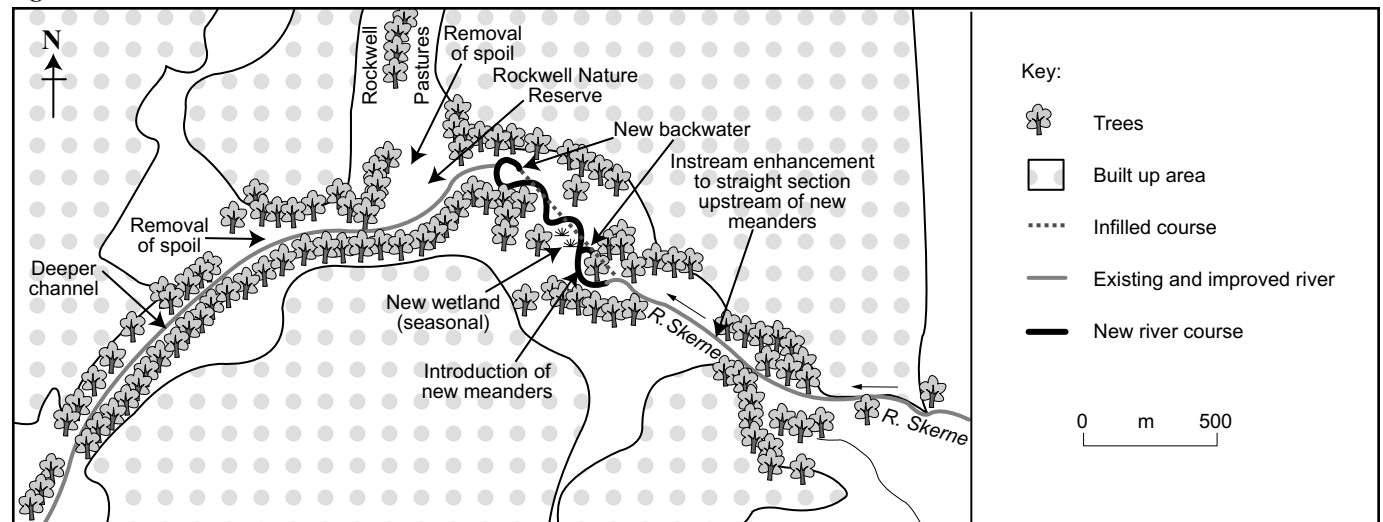 N
Rockwell
Pastures
Removal
of spoil
Rockwell Nature
Reserve
New backwater
Instream enhancement
to straight section
upstream of new
meanders
Removal
of spoil
Deeper
channel
New wetland
(seasonal)
Introduction of
new meanders
R. Skerne
R. Skerne
Key:
Trees
Built up area
Infilled course
Existing and improved river
New river course
0 m 500